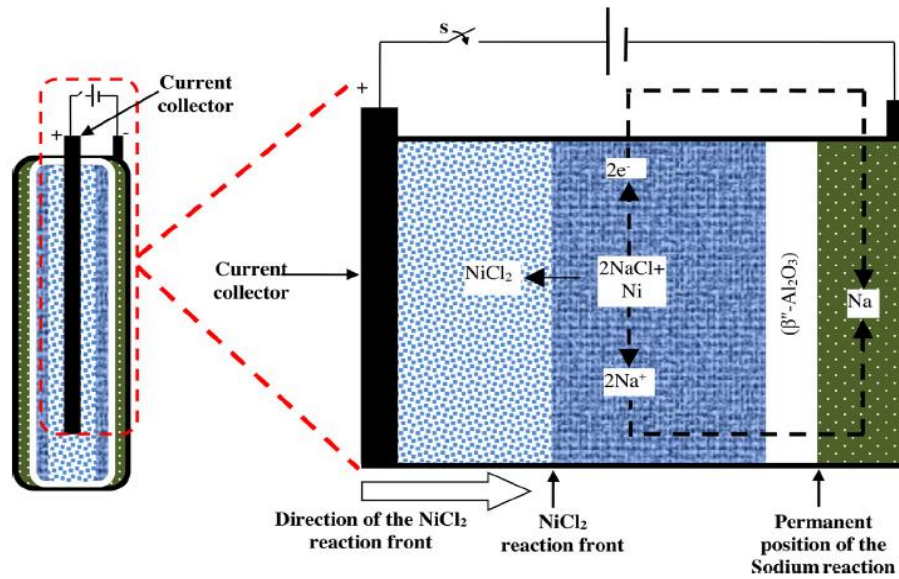 Current
collector
+
-
s
+
2e-
NiCl2
2NaCl+
Ni
2Na+
(β"-Al2O3)
Na
Current
collector
Direction of the NiCl2
reaction front
NiCl2
reaction front
Permanent
position of the
Sodium reaction